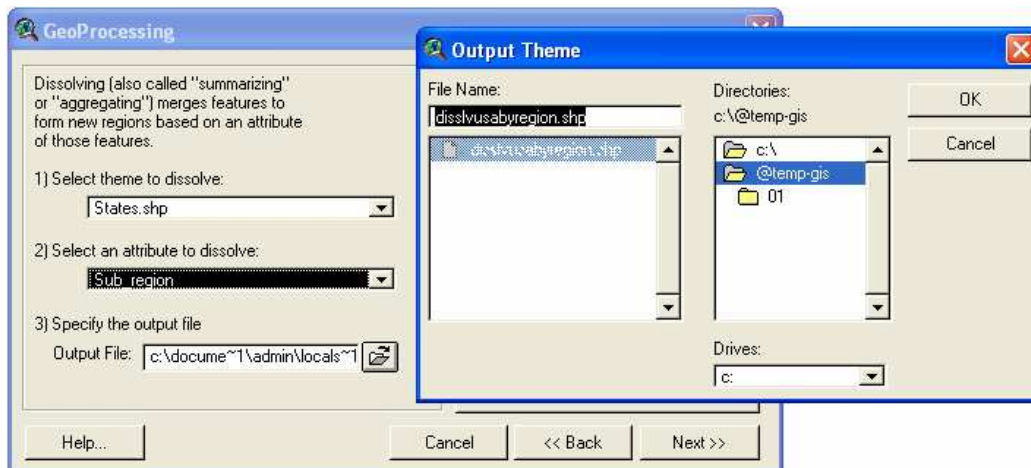 GeoProcessing
Dissolving (also called "summarizing"
or "aggregating") merges features to
form new regions based on an attribute
of those features.
1) Select theme to dissolve:
States.shp
2) Select an attribute to dissolve:
Sub_region
3) Specify the output file
Output File: c:\docume~1\admin\locals~1
Help...
Cancel
<< Back
Next >>
Output Theme
File Name:
disslvusabyregion.shp
disslvusabyregion.shp
Directories:
c:\@temp-gis
c:\
@temp-gis
01
Drives:
c:
OK
Cancel